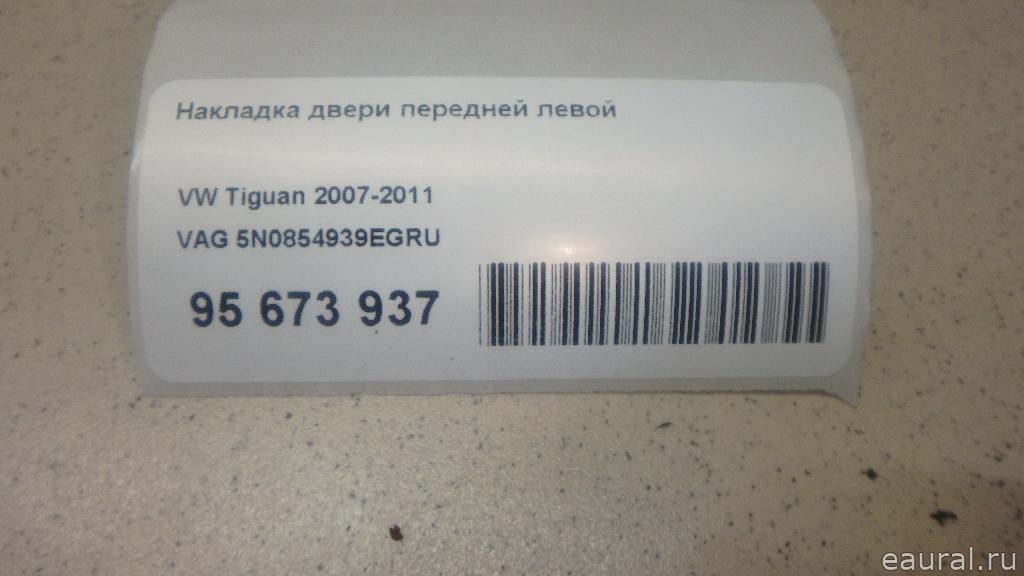 Накладка двери передней левой
VW Tiguan 2007-2011
VAG 5N0854939EGRU
95 673 937
eaural.ru